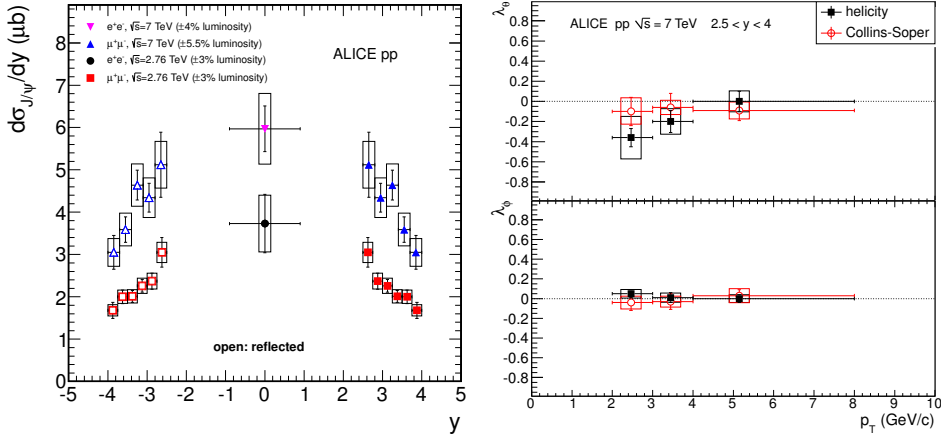 dσJ/ψ/dy (μb)
e⁺e⁻, √s=7 TeV (±4% luminosity)
μ⁺μ⁻, √s=7 TeV (±5.5% luminosity)
e⁺e⁻, √s=2.76 TeV (±3% luminosity)
μ⁺μ⁻, √s=2.76 TeV (±3% luminosity)
ALICE pp
8
7
6
5
4
3
2
1
0
open: reflected
-5 -4 -3 -2 -1 0 1 2 3 4 5
y
λθ
ALICE pp √s = 7 TeV 2.5 < y < 4
helicity
Collins-Soper
0.8
0.6
0.4
0.2
0
-0.2
-0.4
-0.6
-0.8
λφ
0.8
0.6
0.4
0.2
0
-0.2
-0.4
-0.6
-0.8
0 1 2 3 4 5 6 7 8 9 10
pT (GeV/c)